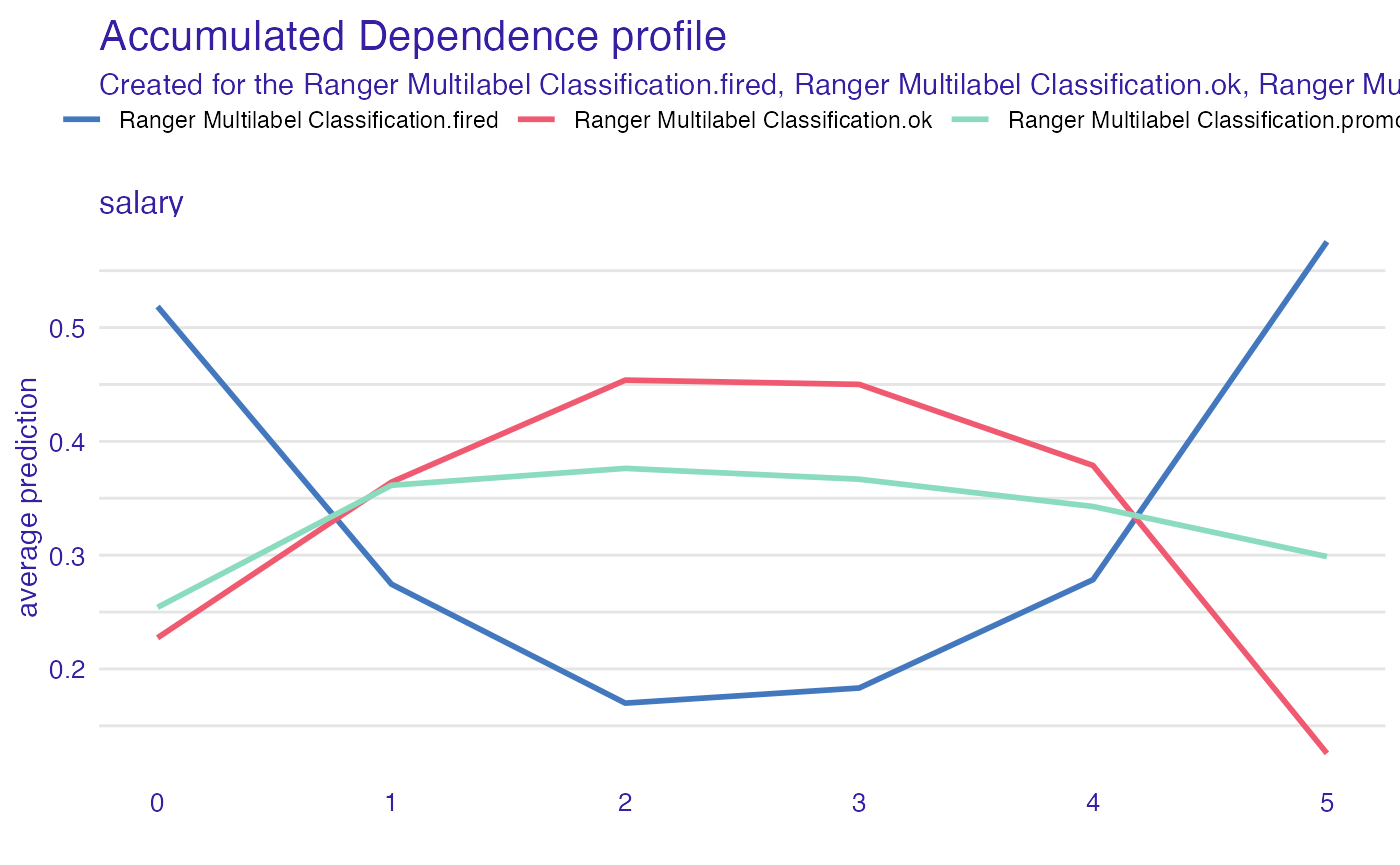 Accumulated Dependence profile
Created for the Ranger Multilabel Classification.fired, Ranger Multilabel Classification.ok, Ranger Mu
Ranger Multilabel Classification.fired Ranger Multilabel Classification.ok Ranger Multilabel Classification.promo
salary
0.5
0.4
0.3
0.2
average prediction
0 1 2 3 4 5